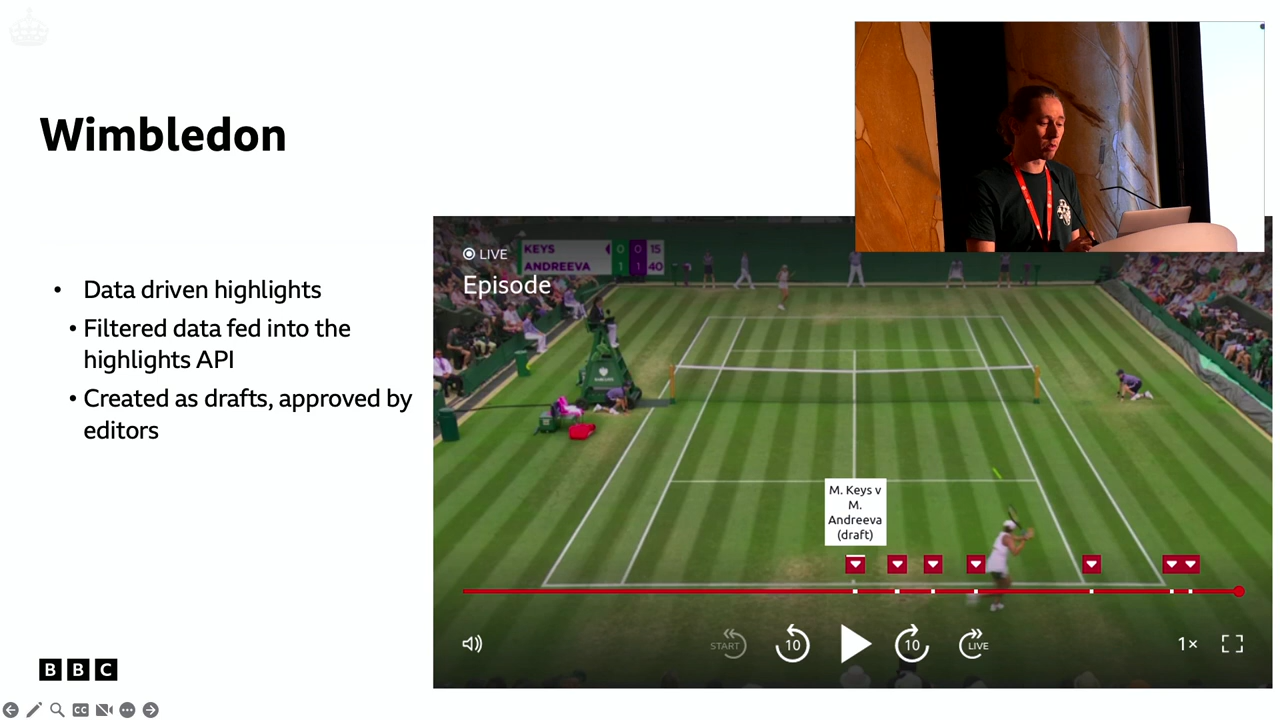 Wimbledon
• Data driven highlights
• Filtered data fed into the
highlights API
• Created as drafts, approved by
editors
LIVE
KEYS 0 0 15
ANDREEVA 1 1 40
Episode
M. Keys v
M.
Andreeva
(draft)
START 10 10 LIVE 1×
BBC
CC